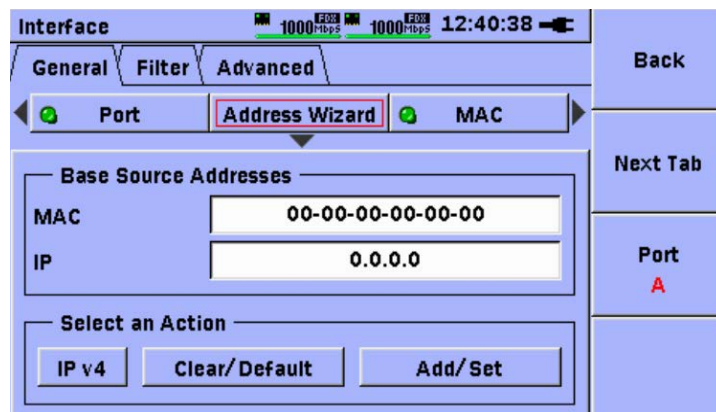 Interface 1000 FDX Mbps 1000 FDX Mbps 12:40:38
Back
General Filter Advanced
Port Address Wizard MAC
Next Tab
Base Source Addresses
MAC 00-00-00-00-00-00
IP 0.0.0.0
Port
A
Select an Action
IP v4 Clear/Default Add/Set